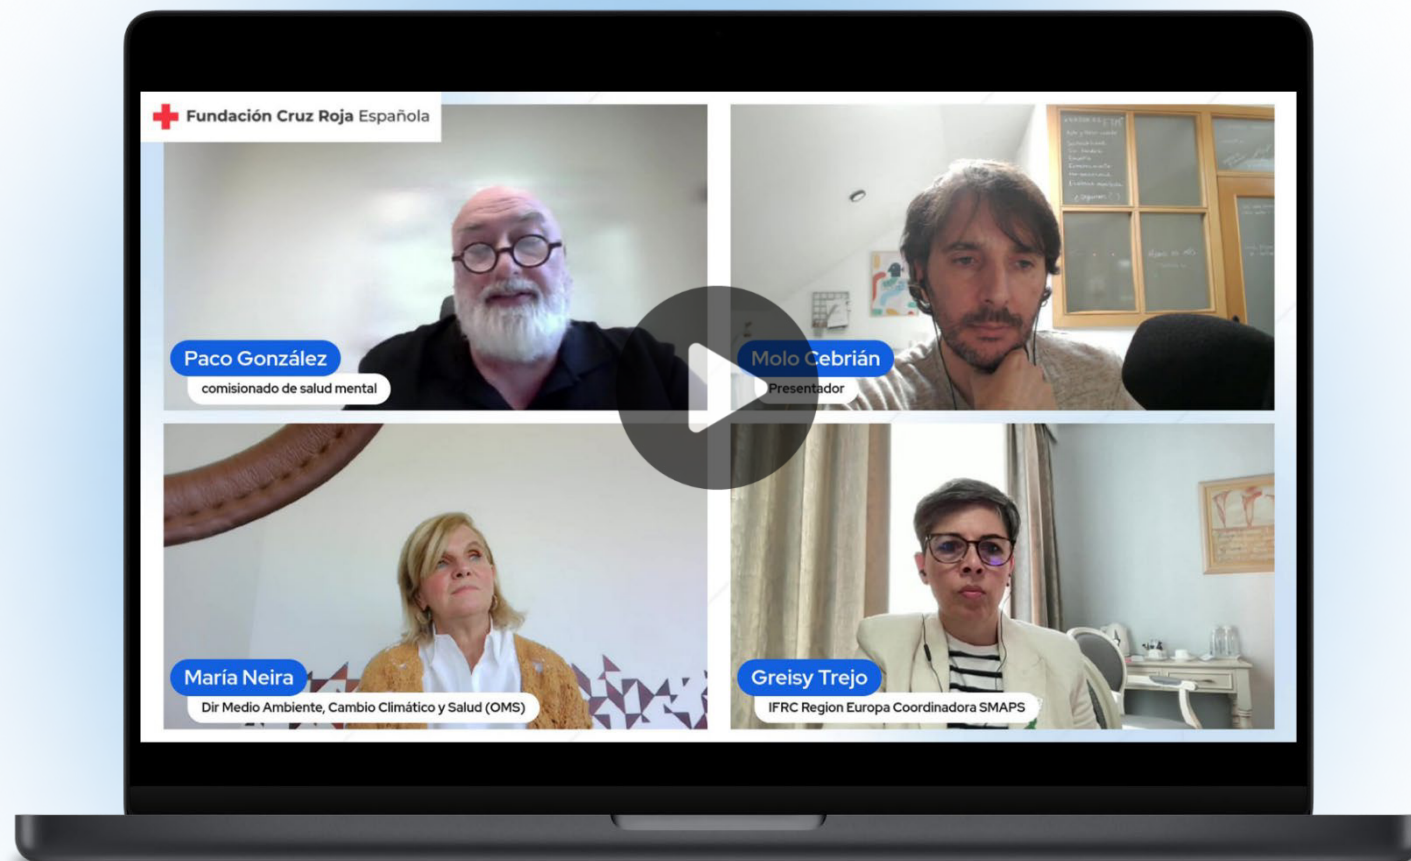 Fundación Cruz Roja Española
Paco González
comisionado de salud mental
Molo Cebrián
Presentador
María Neira
Dir Medio Ambiente, Cambio Climático y Salud (OMS)
Greisy Trejo
IFRC Region Europa Coordinadora SMAPS